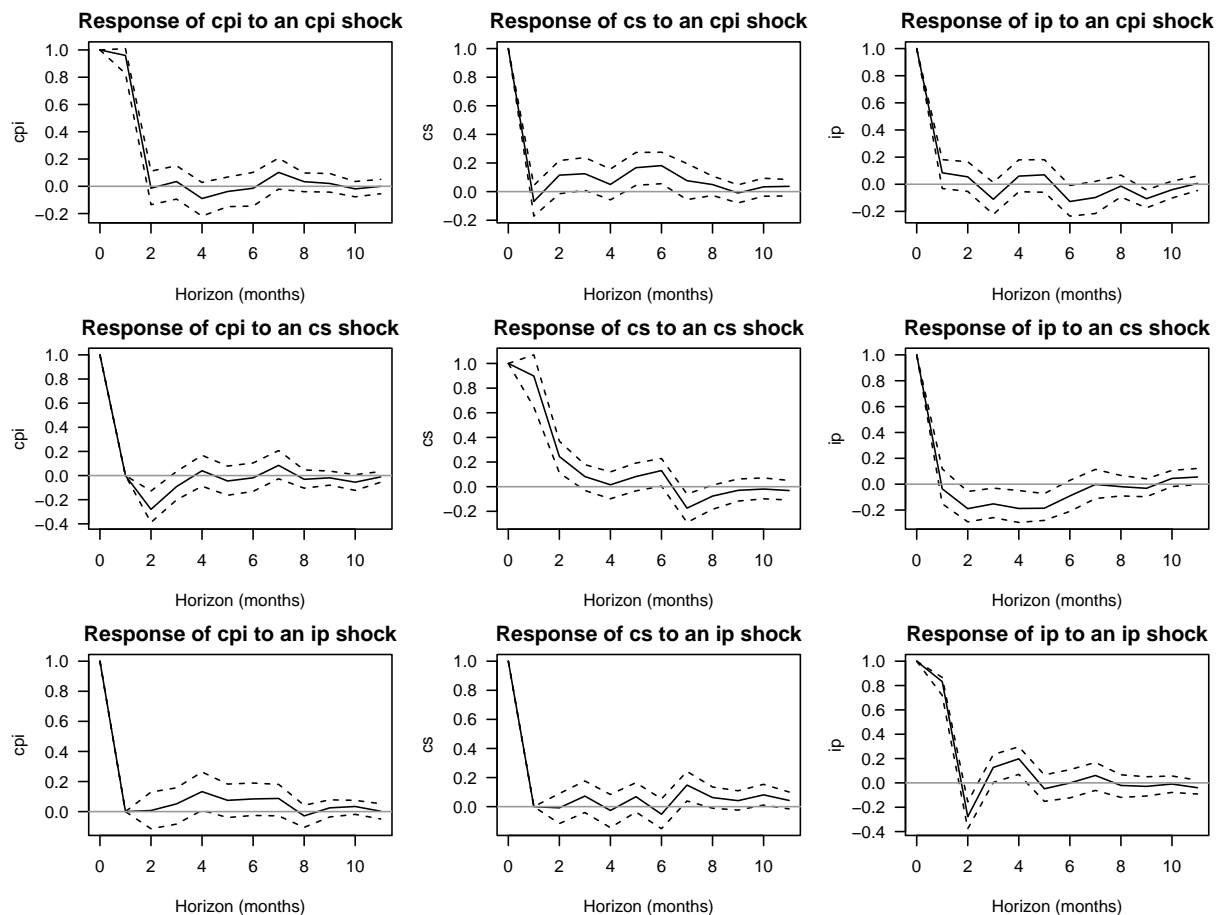 Response of cpi to an cpi shock
cpi
1.0
0.8
0.6
0.4
0.2
0.0
−0.2
0 2 4 6 8 10
Horizon (months)
Response of cs to an cpi shock
cs
1.0
0.8
0.6
0.4
0.2
0.0
−0.2
0 2 4 6 8 10
Horizon (months)
Response of ip to an cpi shock
ip
1.0
0.8
0.6
0.4
0.2
0.0
−0.2
0 2 4 6 8 10
Horizon (months)
Response of cpi to an cs shock
cpi
1.0
0.8
0.6
0.4
0.2
0.0
−0.2
−0.4
0 2 4 6 8 10
Horizon (months)
Response of cs to an cs shock
cs
1.0
0.8
0.6
0.4
0.2
0.0
−0.2
0 2 4 6 8 10
Horizon (months)
Response of ip to an cs shock
ip
1.0
0.8
0.6
0.4
0.2
0.0
−0.2
0 2 4 6 8 10
Horizon (months)
Response of cpi to an ip shock
cpi
1.0
0.8
0.6
0.4
0.2
0.0
0 2 4 6 8 10
Horizon (months)
Response of cs to an ip shock
cs
1.0
0.8
0.6
0.4
0.2
0.0
0 2 4 6 8 10
Horizon (months)
Response of ip to an ip shock
ip
1.0
0.8
0.6
0.4
0.2
0.0
−0.2
−0.4
0 2 4 6 8 10
Horizon (months)